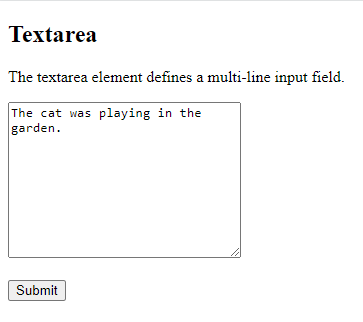 Textarea
The textarea element defines a multi-line input field.
The cat was playing in the
garden.
Submit